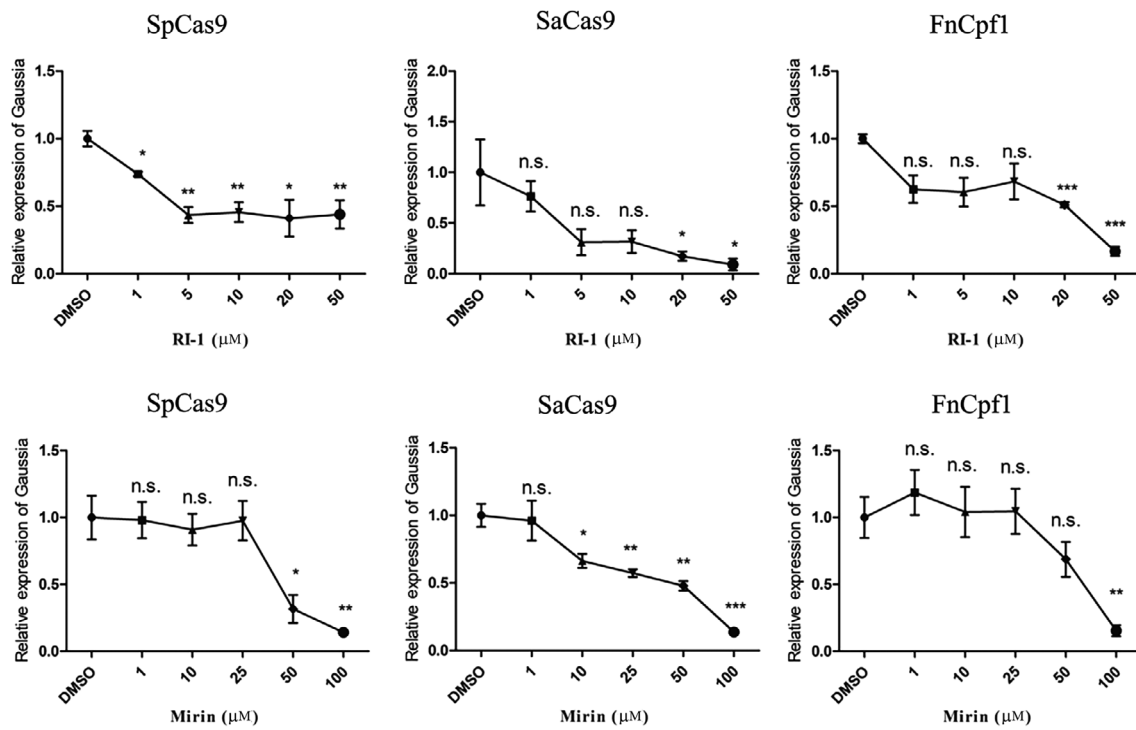 SpCas9
Relative expression of Gaussia
1.5
1.0
0.5
0.0
*
**
**
*
**
DMSO
1
5
10
20
50
RI-1 (μM)
SaCas9
Relative expression of Gaussia
2.0
1.5
1.0
0.5
0.0
n.s.
n.s.
n.s.
*
*
DMSO
1
5
10
20
50
RI-1 (μM)
FnCpf1
Relative expression of Gaussia
1.5
1.0
0.5
0.0
n.s.
n.s.
n.s.
***
***
DMSO
1
5
10
20
50
RI-1 (μM)
SpCas9
Relative expression of Gaussia
1.5
1.0
0.5
0.0
n.s.
n.s.
n.s.
*
**
DMSO
1
10
25
50
100
Mirin (μM)
SaCas9
Relative expression of Gaussia
1.5
1.0
0.5
0.0
n.s.
*
**
**
***
DMSO
1
10
25
50
100
Mirin (μM)
FnCpf1
Relative expression of Gaussia
1.5
1.0
0.5
0.0
n.s.
n.s.
n.s.
n.s.
**
DMSO
1
10
25
50
100
Mirin (μM)